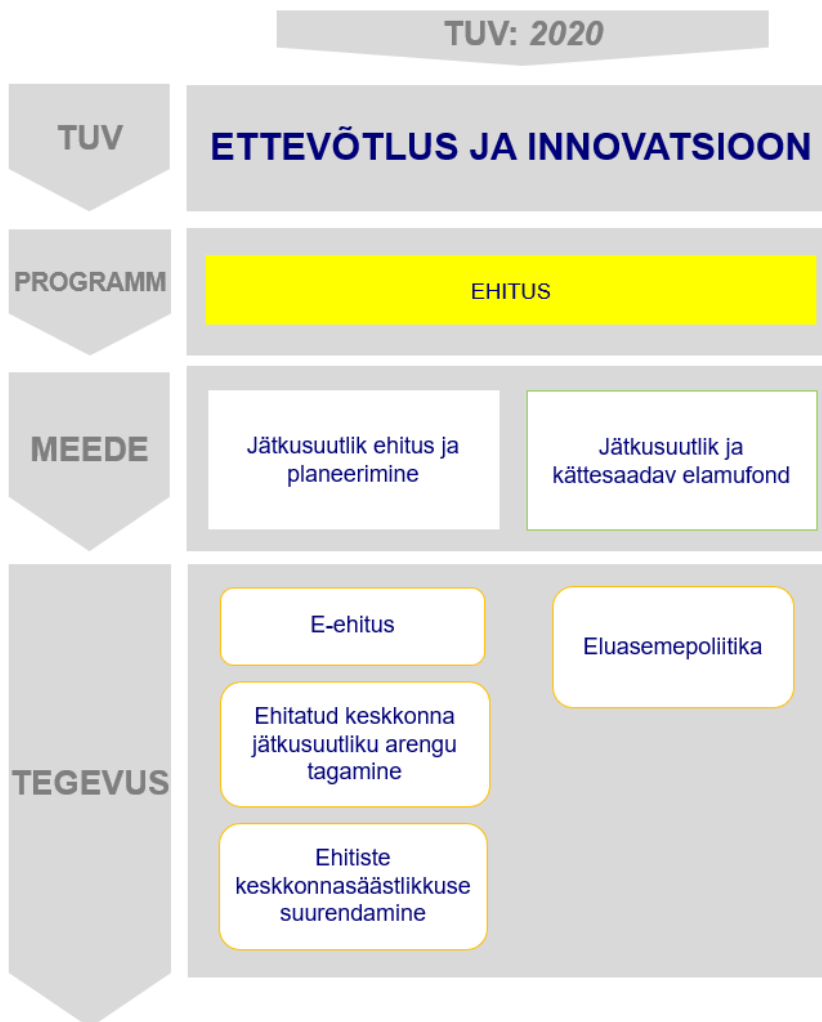 TUV: 2020
TUV
ETTEVÕTLUS JA INNOVATSIOON
PROGRAMM
EHITUS
MEEDE
Jätkusuutlik ehitus ja
planeerimine
Jätkusuutlik ja
kättesaadav elamufond
TEGEVUS
E-ehitus
Ehitatud keskkonna
jätkusuutliku arengu
tagamine
Ehitiste
keskkonnasäästlikkuse
suurendamine
Eluasemepoliitika